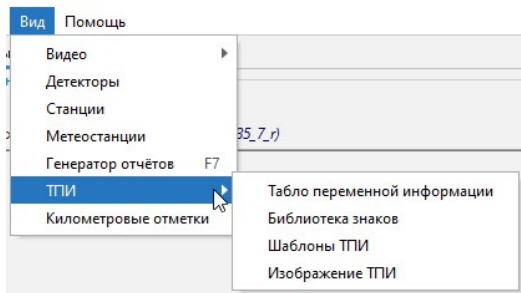 Вид Помощь
Видео
Детекторы
Станции
Метеостанции
35_7_r)
Генератор отчётов F7
ТПИ
Километровые отметки
Табло переменной информации
Библиотека знаков
Шаблоны ТПИ
Изображение ТПИ